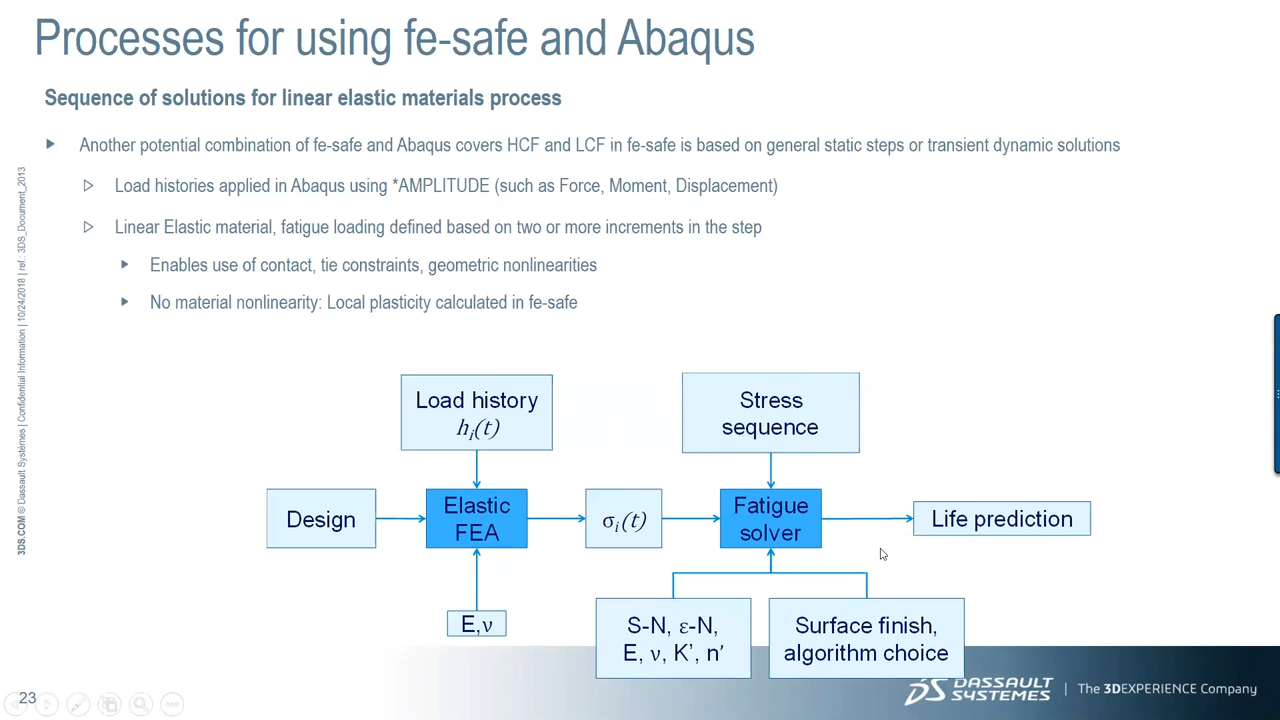 Processes for using fe-safe and Abaqus
Sequence of solutions for linear elastic materials process
Another potential combination of fe-safe and Abaqus covers HCF and LCF in fe-safe is based on general static steps or transient dynamic solutions
Load histories applied in Abaqus using *AMPLITUDE (such as Force, Moment, Displacement)
Linear Elastic material, fatigue loading defined based on two or more increments in the step
Enables use of contact, tie constraints, geometric nonlinearities
No material nonlinearity: Local plasticity calculated in fe-safe
3DS.COM © Dassault Systèmes | Confidential Information | 10/24/2018 | ref.: 3DS_Document_2013
Load history
hᵢ(t)
Stress
sequence
Design
Elastic
FEA
σᵢ(t)
Fatigue
solver
Life prediction
E,ν
S-N, ε-N,
E, ν, K’, n′
Surface finish,
algorithm choice
23
DASSAULT
SYSTEMES
The 3DEXPERIENCE Company